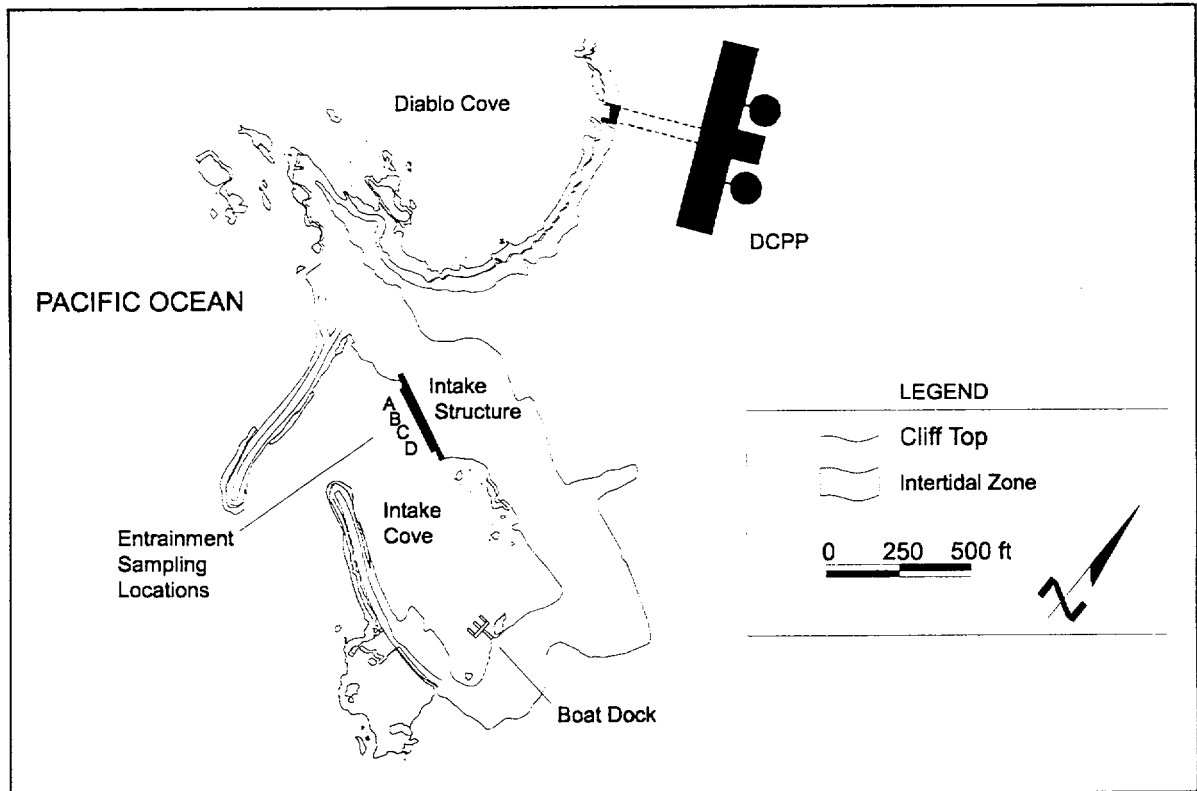 Diablo Cove
DCPP
PACIFIC OCEAN
Intake
Structure
A
B
C
D
Intake
Cove
Entrainment
Sampling
Locations
Boat Dock
LEGEND
Cliff Top
Intertidal Zone
0 250 500 ft
N